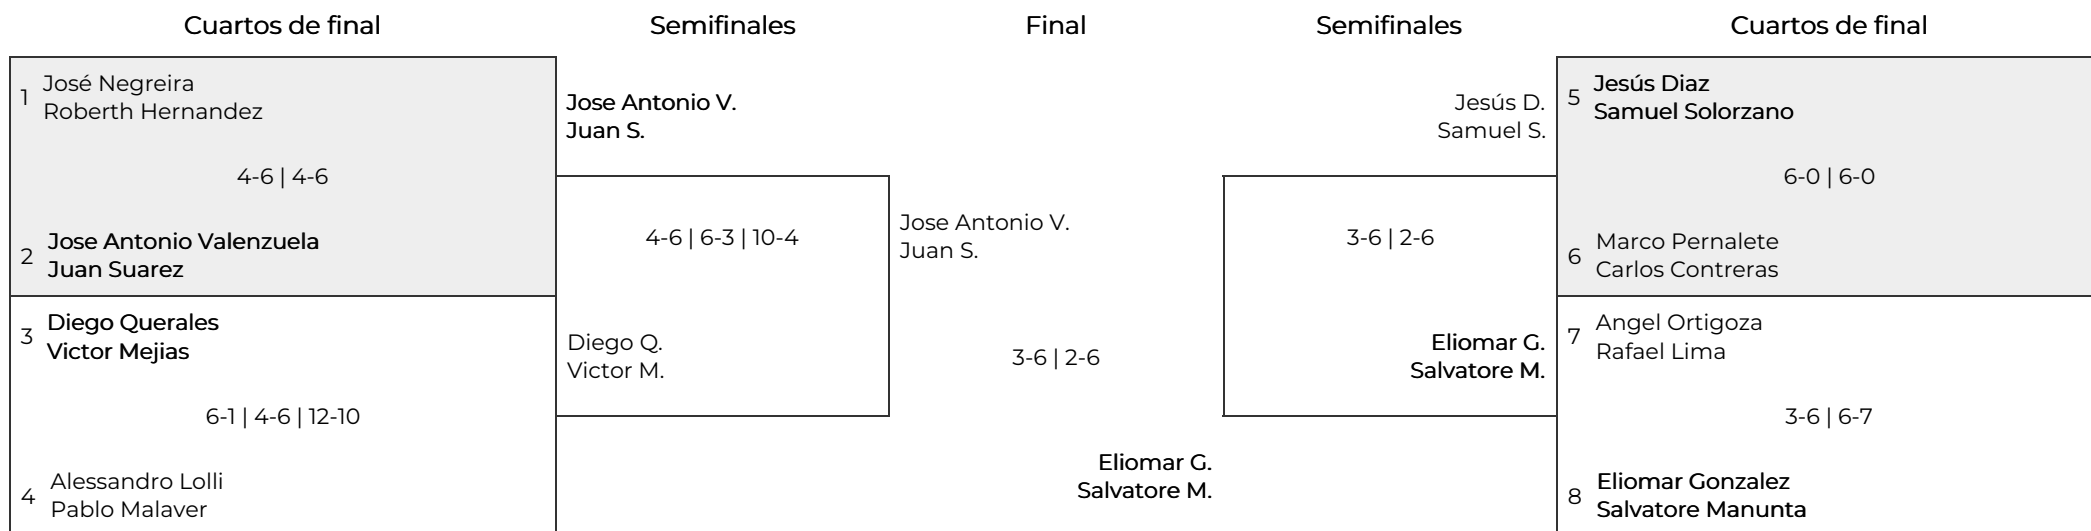 Cuartos de final
Semifinales
Final
Semifinales
Cuartos de final
1
José Negreira
Roberth Hernandez
4-6 | 4-6
2
Jose Antonio Valenzuela
Juan Suarez
3
Diego Querales
Victor Mejias
6-1 | 4-6 | 12-10
4
Alessandro Lolli
Pablo Malaver
Jose Antonio V.
Juan S.
4-6 | 6-3 | 10-4
Diego Q.
Victor M.
Jose Antonio V.
Juan S.
3-6 | 2-6
Eliomar G.
Salvatore M.
Jesús D.
Samuel S.
3-6 | 2-6
Eliomar G.
Salvatore M.
5
Jesús Diaz
Samuel Solorzano
6-0 | 6-0
6
Marco Pernalete
Carlos Contreras
7
Angel Ortigoza
Rafael Lima
3-6 | 6-7
8
Eliomar Gonzalez
Salvatore Manunta